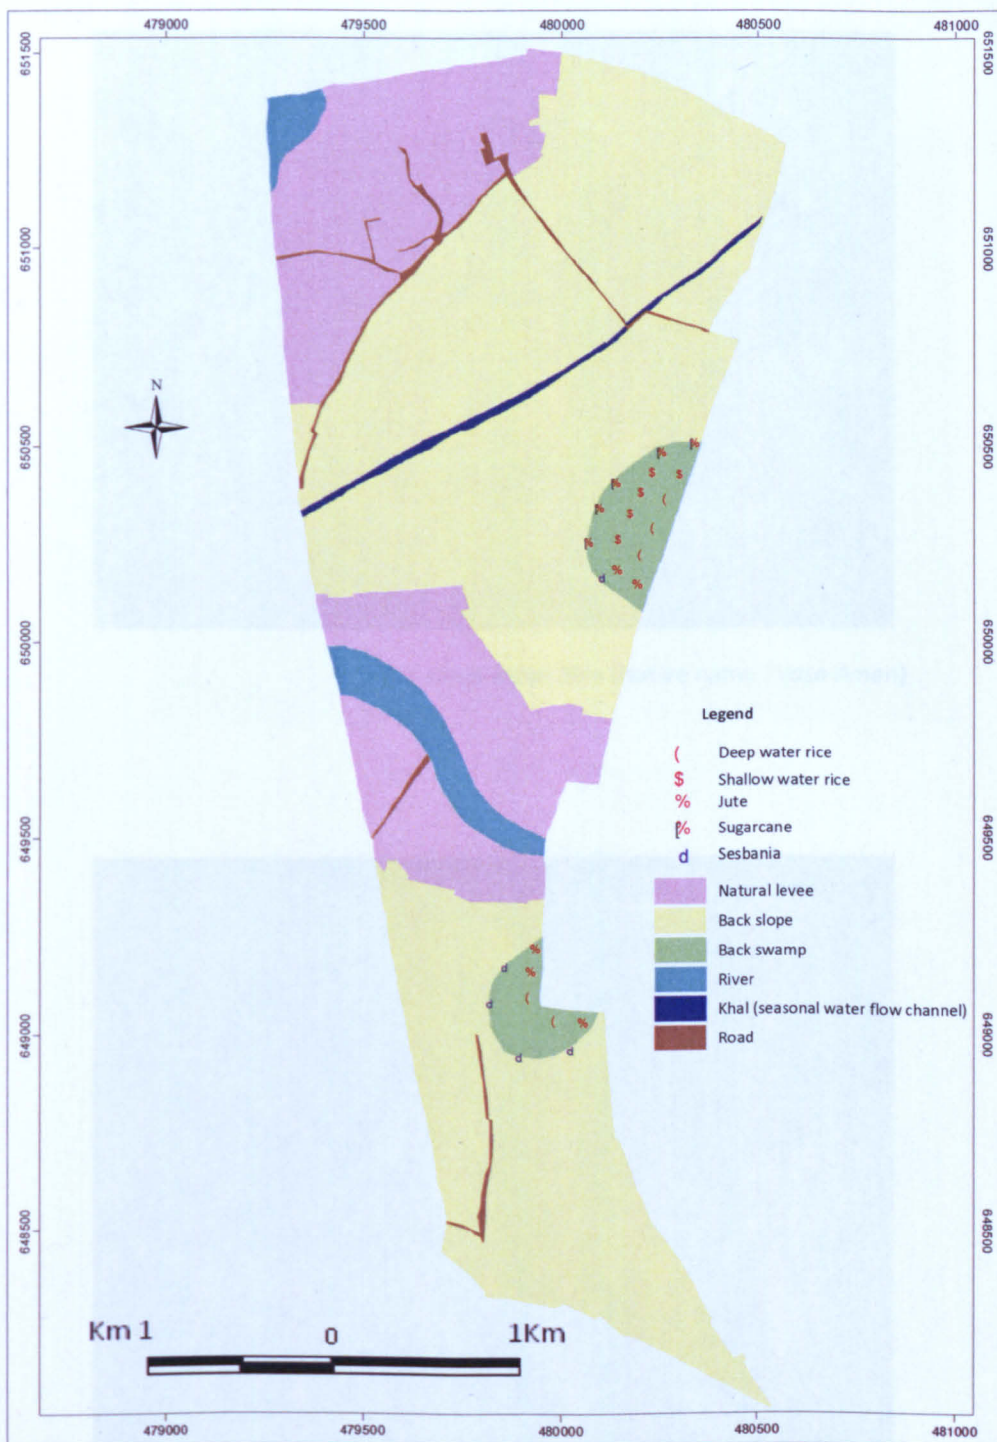 479000 479500 480000 480500 481000
651500 651500
651000 651000
N
650500 650500
%
%
$ $
% $ (
% $ (
% $ (
% %
d
650000 650000
Legend
( Deep water rice
$ Shallow water rice
% Jute
[% Sugarcane
d Sesbania
649500 649500
Natural levee
Back slope
Back swamp
River
Khal (seasonal water flow channel)
Road
%
d %
d (
( %
d d
649000 649000
648500 648500
Km 1 0 1Km
479000 479500 480000 480500 481000